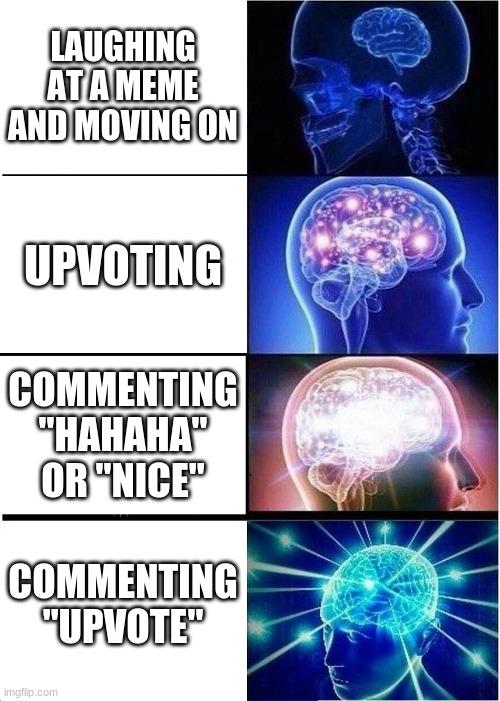 LAUGHING
AT A MEME
AND MOVING ON
UPVOTING
COMMENTING
"HAHAHA"
OR "NICE"
COMMENTING
"UPVOTE"
imgflip.com